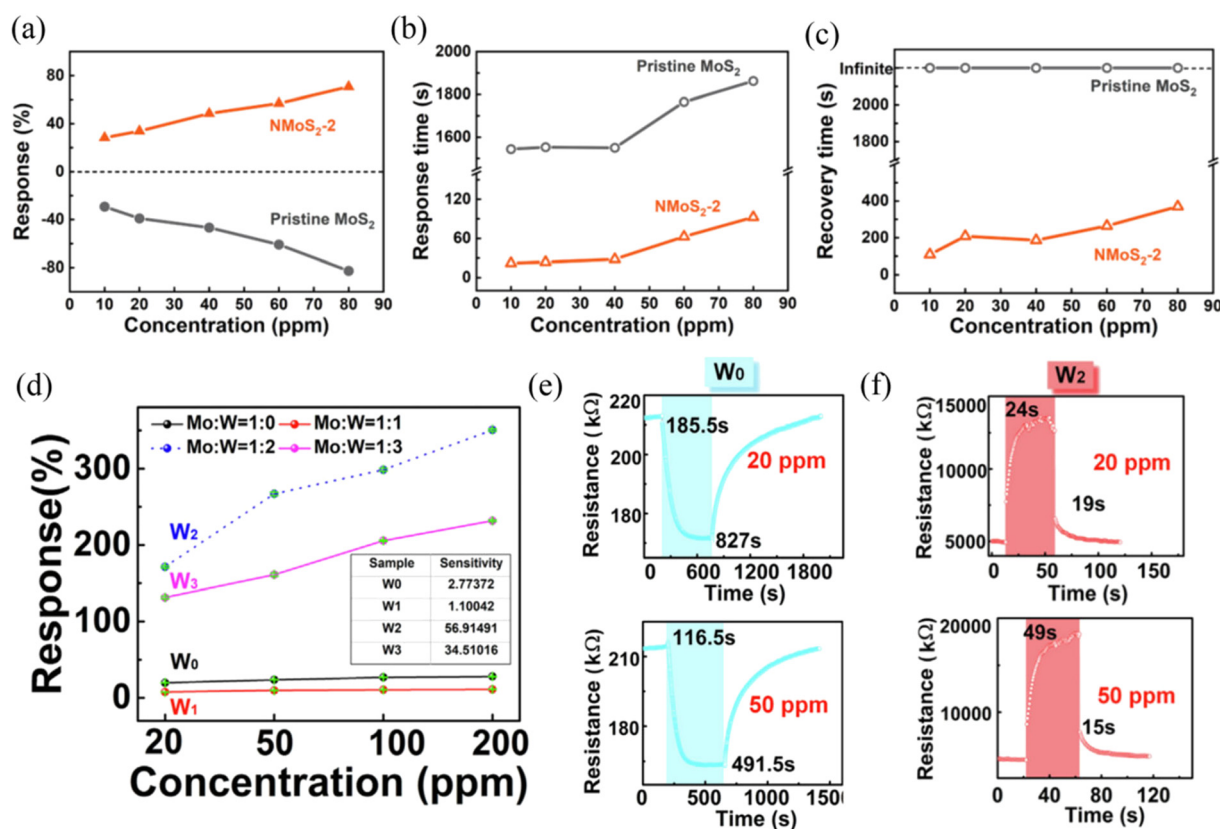 (a)
80
40
0
-40
-80
Response (%)
NMoS₂-2
Pristine MoS₂
0 10 20 30 40 50 60 70 80 90
Concentration (ppm)
(b)
2000
1800
1600
120
60
0
Response time (s)
Pristine MoS₂
NMoS₂-2
0 10 20 30 40 50 60 70 80 90
Concentration (ppm)
(c)
Infinite
2000
1800
400
200
0
Recovery time (s)
Pristine MoS₂
NMoS₂-2
0 10 20 30 40 50 60 70 80 90
Concentration (ppm)
(d)
Mo:W=1:0 Mo:W=1:1
Mo:W=1:2 Mo:W=1:3
300
200
100
0
Response(%)
W₂
W₃
W₀
W₁
Sample Sensitivity
W0 2.77372
W1 1.10042
W2 56.91491
W3 34.51016
20 50 100 200
Concentration (ppm)
(e)
W₀
220
200
180
160
Resistance (kΩ)
185.5s
20 ppm
827s
0 600 1200 1800
Time (s)
210
180
Resistance (kΩ)
116.5s
50 ppm
491.5s
0 500 1000 1500
Time (s)
(f)
W₂
15000
10000
5000
Resistance (kΩ)
24s
20 ppm
19s
0 50 100 150
Time (s)
20000
10000
Resistance (kΩ)
49s
50 ppm
15s
0 40 80 120
Time (s)